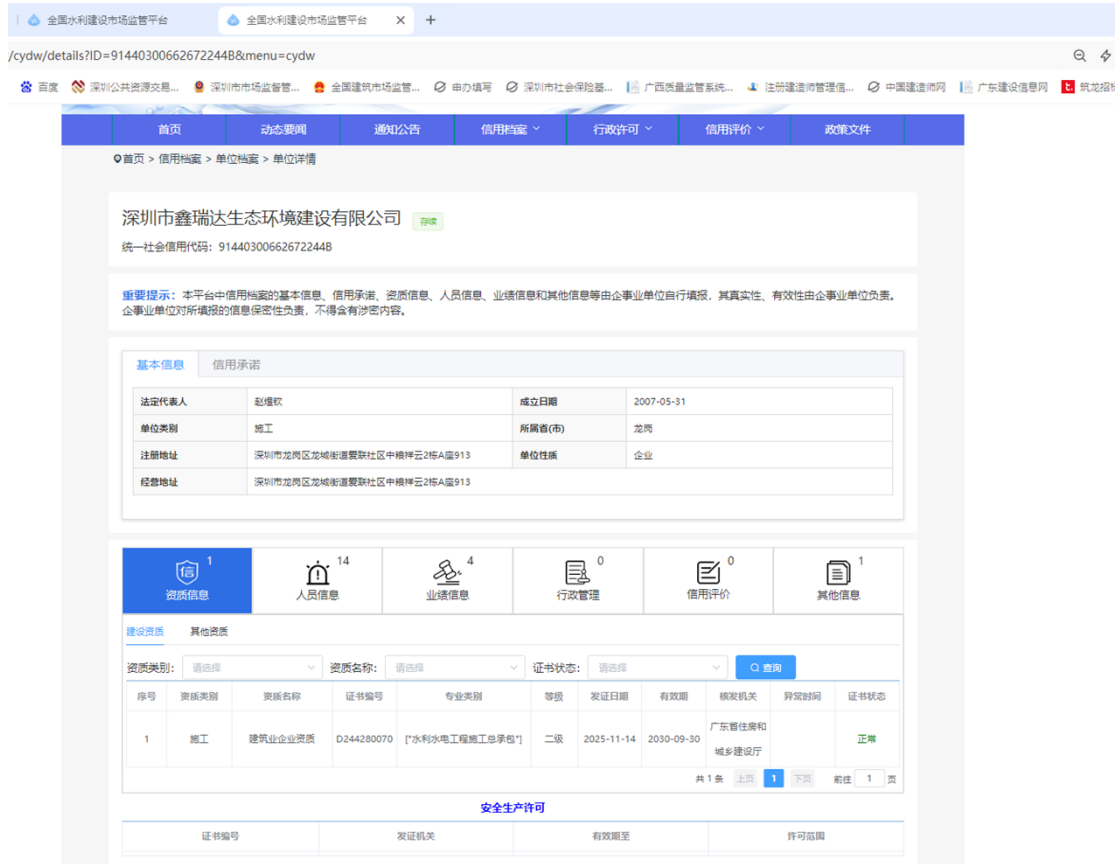 全国水利建设市场监管平台 全国水利建设市场监管平台 × +
/cydw/details?ID=91440300662672244B&menu=cydw
百度 深圳公共资源交易... 深圳市市场监督管... 全国建筑市场监管... 申办填写 深圳市社会保险基... 广西质量监管系统... 注册建造师管理信... 中国建造师网 广东建设信息网 筑龙招标
首页 动态要闻 通知公告 信用档案 行政许可 信用评价 政策文件
首页 > 信用档案 > 单位档案 > 单位详情
深圳市鑫瑞达生态环境建设有限公司 存续
统一社会信用代码：91440300662672244B
重要提示：本平台中信用档案的基本信息、信用承诺、资质信息、人员信息、业绩信息和其他信息等由企事业单位自行填报，其真实性、有效性由企事业单位负责。
企事业单位对所填报的信息保密性负责，不得含有涉密内容。
基本信息 信用承诺
法定代表人 赵煜钦 成立日期 2007-05-31
单位类别 施工 所属省(市) 龙岗
注册地址 深圳市龙岗区龙城街道爱联社区中粮祥云2栋A座913 单位性质 企业
经营地址 深圳市龙岗区龙城街道爱联社区中粮祥云2栋A座913
1 14 4 0 0 1
资质信息 人员信息 业绩信息 行政管理 信用评价 其他信息
建设资质 其他资质
资质类别： 请选择 资质名称： 请选择 证书状态： 请选择 查询
序号 资质类别 资质名称 证书编号 专业类别 等级 发证日期 有效期 核发机关 异常时间 证书状态
1 施工 建筑业企业资质 D244280070 ["水利水电工程施工总承包"] 二级 2025-11-14 2030-09-30 广东省住房和城乡建设厅 正常
共 1 条 上页 1 下页 前往 1 页
安全生产许可
证书编号 发证机关 有效期至 许可范围